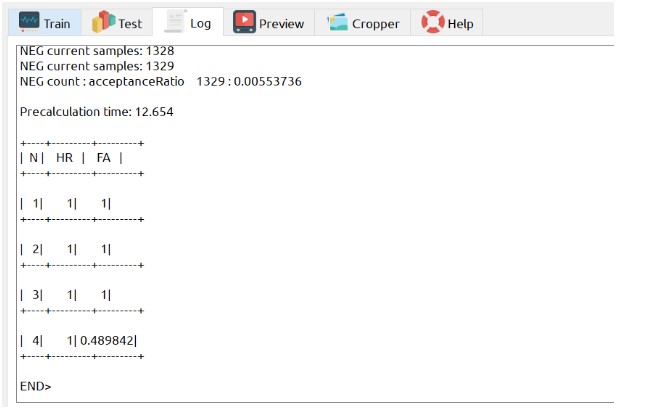 Train Test Log Preview Cropper Help
NEG current samples: 1328
NEG current samples: 1329
NEG count : acceptanceRatio 1329 : 0.00553736
Precalculation time: 12.654
+----+---------+---------+
| N| HR | FA |
+----+---------+---------+
| 1| 1| 1|
+----+---------+---------+
| 2| 1| 1|
+----+---------+---------+
| 3| 1| 1|
+----+---------+---------+
| 4| 1| 0.489842|
+----+---------+---------+
END>